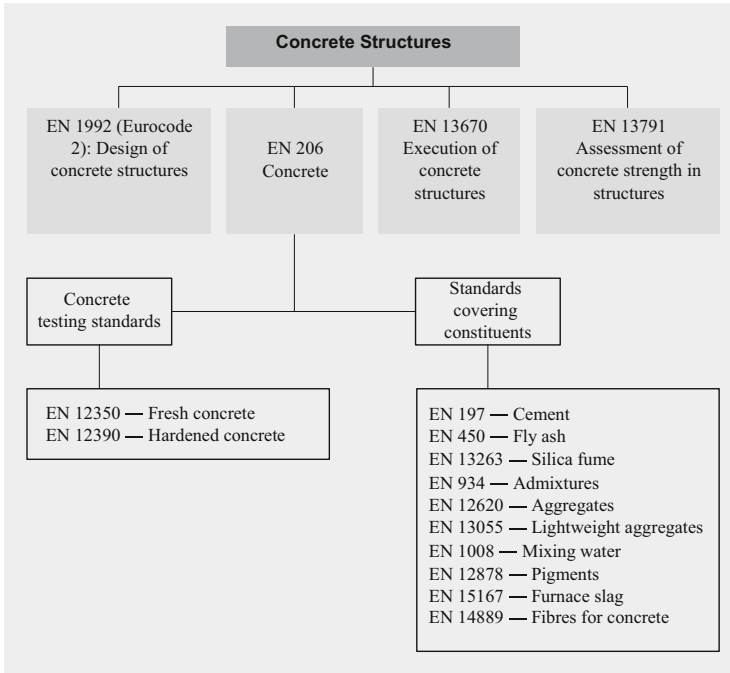 Concrete Structures
EN 1992 (Eurocode
2): Design of
concrete structures
EN 206
Concrete
EN 13670
Execution of
concrete
structures
EN 13791
Assessment of
concrete strength in
structures
Concrete
testing standards
Standards
covering
constituents
EN 12350 — Fresh concrete
EN 12390 — Hardened concrete
EN 197 — Cement
EN 450 — Fly ash
EN 13263 — Silica fume
EN 934 — Admixtures
EN 12620 — Aggregates
EN 13055 — Lightweight aggregates
EN 1008 — Mixing water
EN 12878 — Pigments
EN 15167 — Furnace slag
EN 14889 — Fibres for concrete